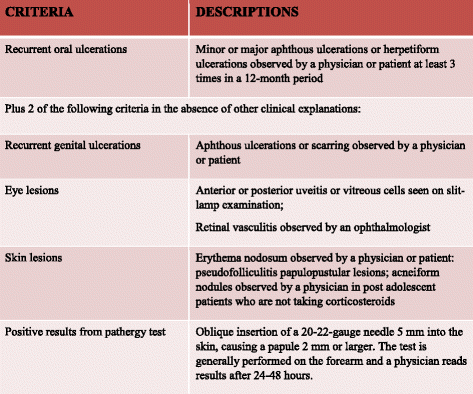 CRITERIA
DESCRIPTIONS
Recurrent oral ulcerations
Minor or major aphthous ulcerations or herpetiform
ulcerations observed by a physician or patient at least 3
times in a 12-month period
Plus 2 of the following criteria in the absence of other clinical explanations:
Recurrent genital ulcerations
Aphthous ulcerations or scarring observed by a physician
or patient
Eye lesions
Anterior or posterior uveitis or vitreous cells seen on slit-
lamp examination;
Retinal vasculitis observed by an ophthalmologist
Skin lesions
Erythema nodosum observed by a physician or patient:
pseudofolliculitis papulopustular lesions; acneiform
nodules observed by a physician in post adolescent
patients who are not taking corticosteroids
Positive results from pathergy test
Oblique insertion of a 20-22-gauge needle 5 mm into the
skin, causing a papule 2 mm or larger. The test is
generally performed on the forearm and a physician reads
results after 24-48 hours.